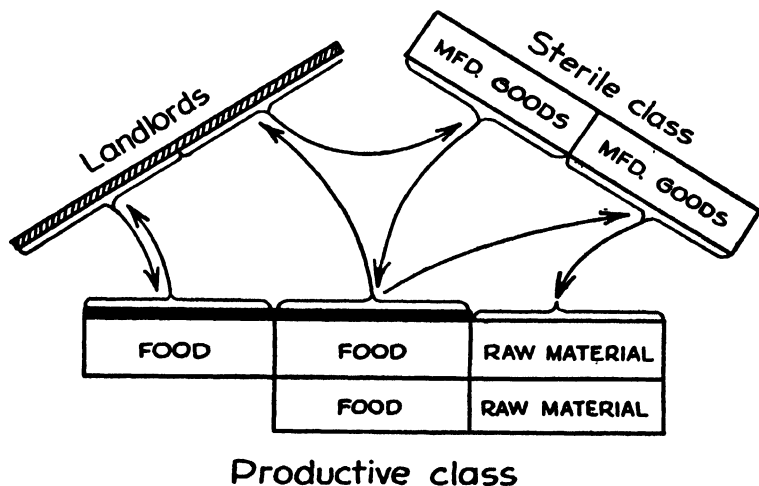 Landlords
Sterile class
MFD. GOODS
MFD. GOODS
FOOD
FOOD
RAW MATERIAL
FOOD
RAW MATERIAL
Productive class